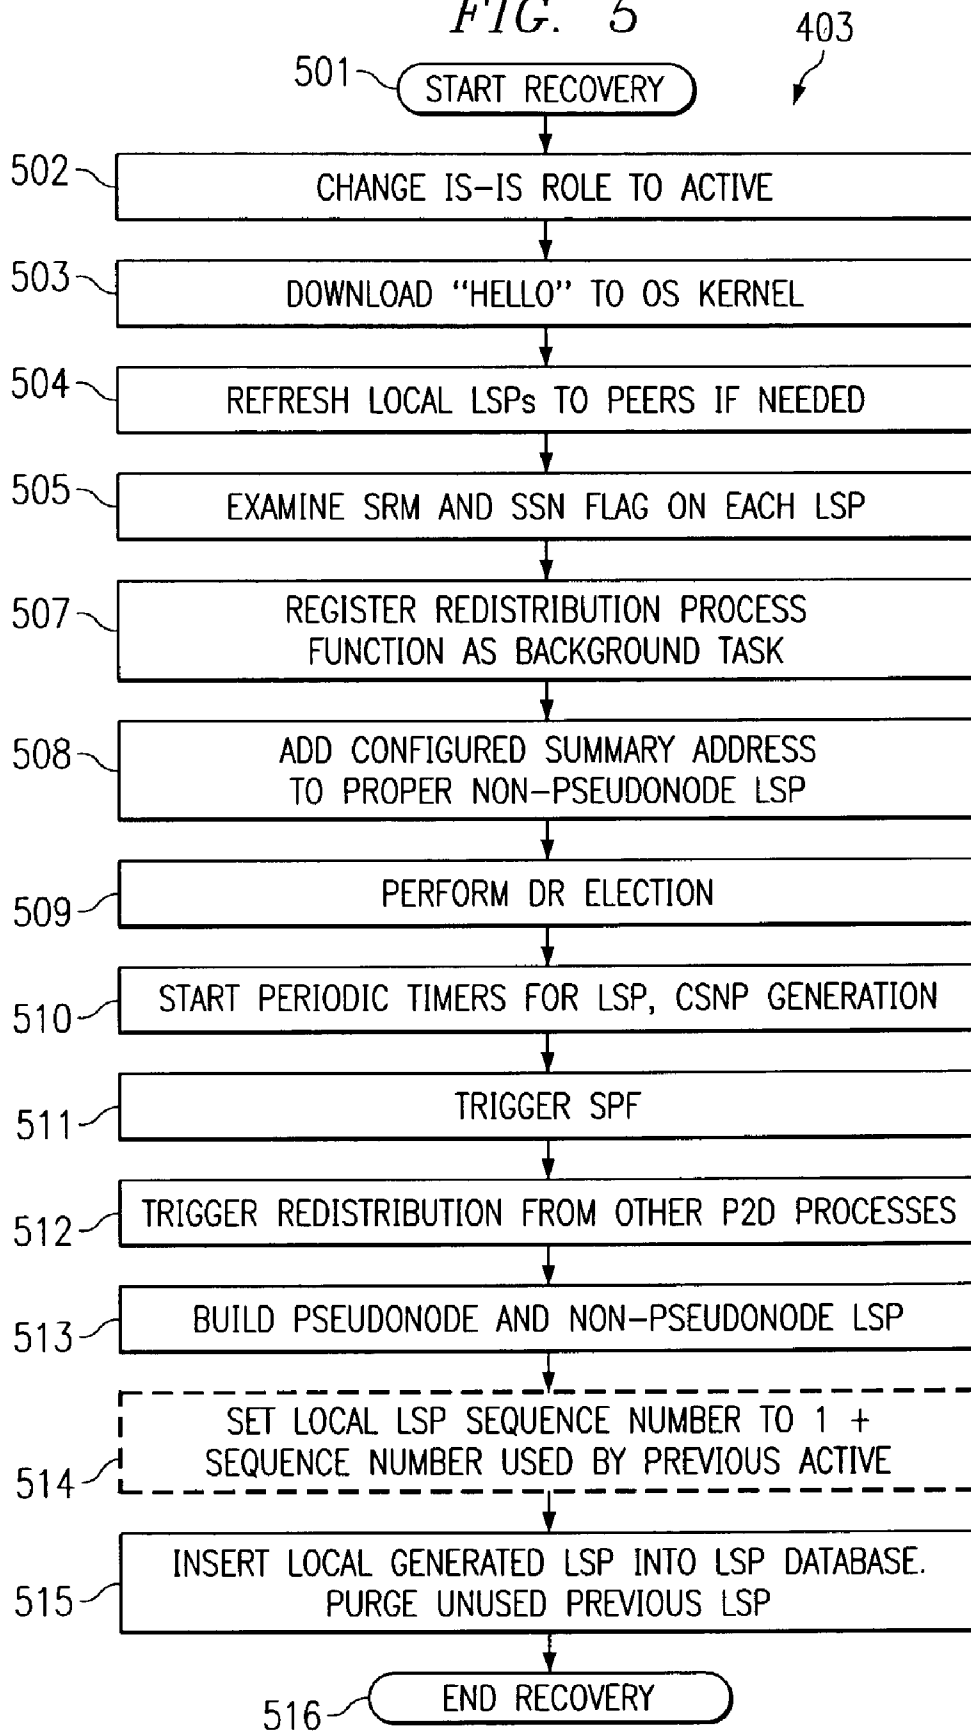 FIG. 5
403
501
START RECOVERY
502
CHANGE IS-IS ROLE TO ACTIVE
503
DOWNLOAD "HELLO" TO OS KERNEL
504
REFRESH LOCAL LSPs TO PEERS IF NEEDED
505
EXAMINE SRM AND SSN FLAG ON EACH LSP
507
REGISTER REDISTRIBUTION PROCESS
FUNCTION AS BACKGROUND TASK
508
ADD CONFIGURED SUMMARY ADDRESS
TO PROPER NON-PSEUDONODE LSP
509
PERFORM DR ELECTION
510
START PERIODIC TIMERS FOR LSP, CSNP GENERATION
511
TRIGGER SPF
512
TRIGGER REDISTRIBUTION FROM OTHER P2D PROCESSES
513
BUILD PSEUDONODE AND NON-PSEUDONODE LSP
514
SET LOCAL LSP SEQUENCE NUMBER TO 1 +
SEQUENCE NUMBER USED BY PREVIOUS ACTIVE
515
INSERT LOCAL GENERATED LSP INTO LSP DATABASE.
PURGE UNUSED PREVIOUS LSP
516
END RECOVERY